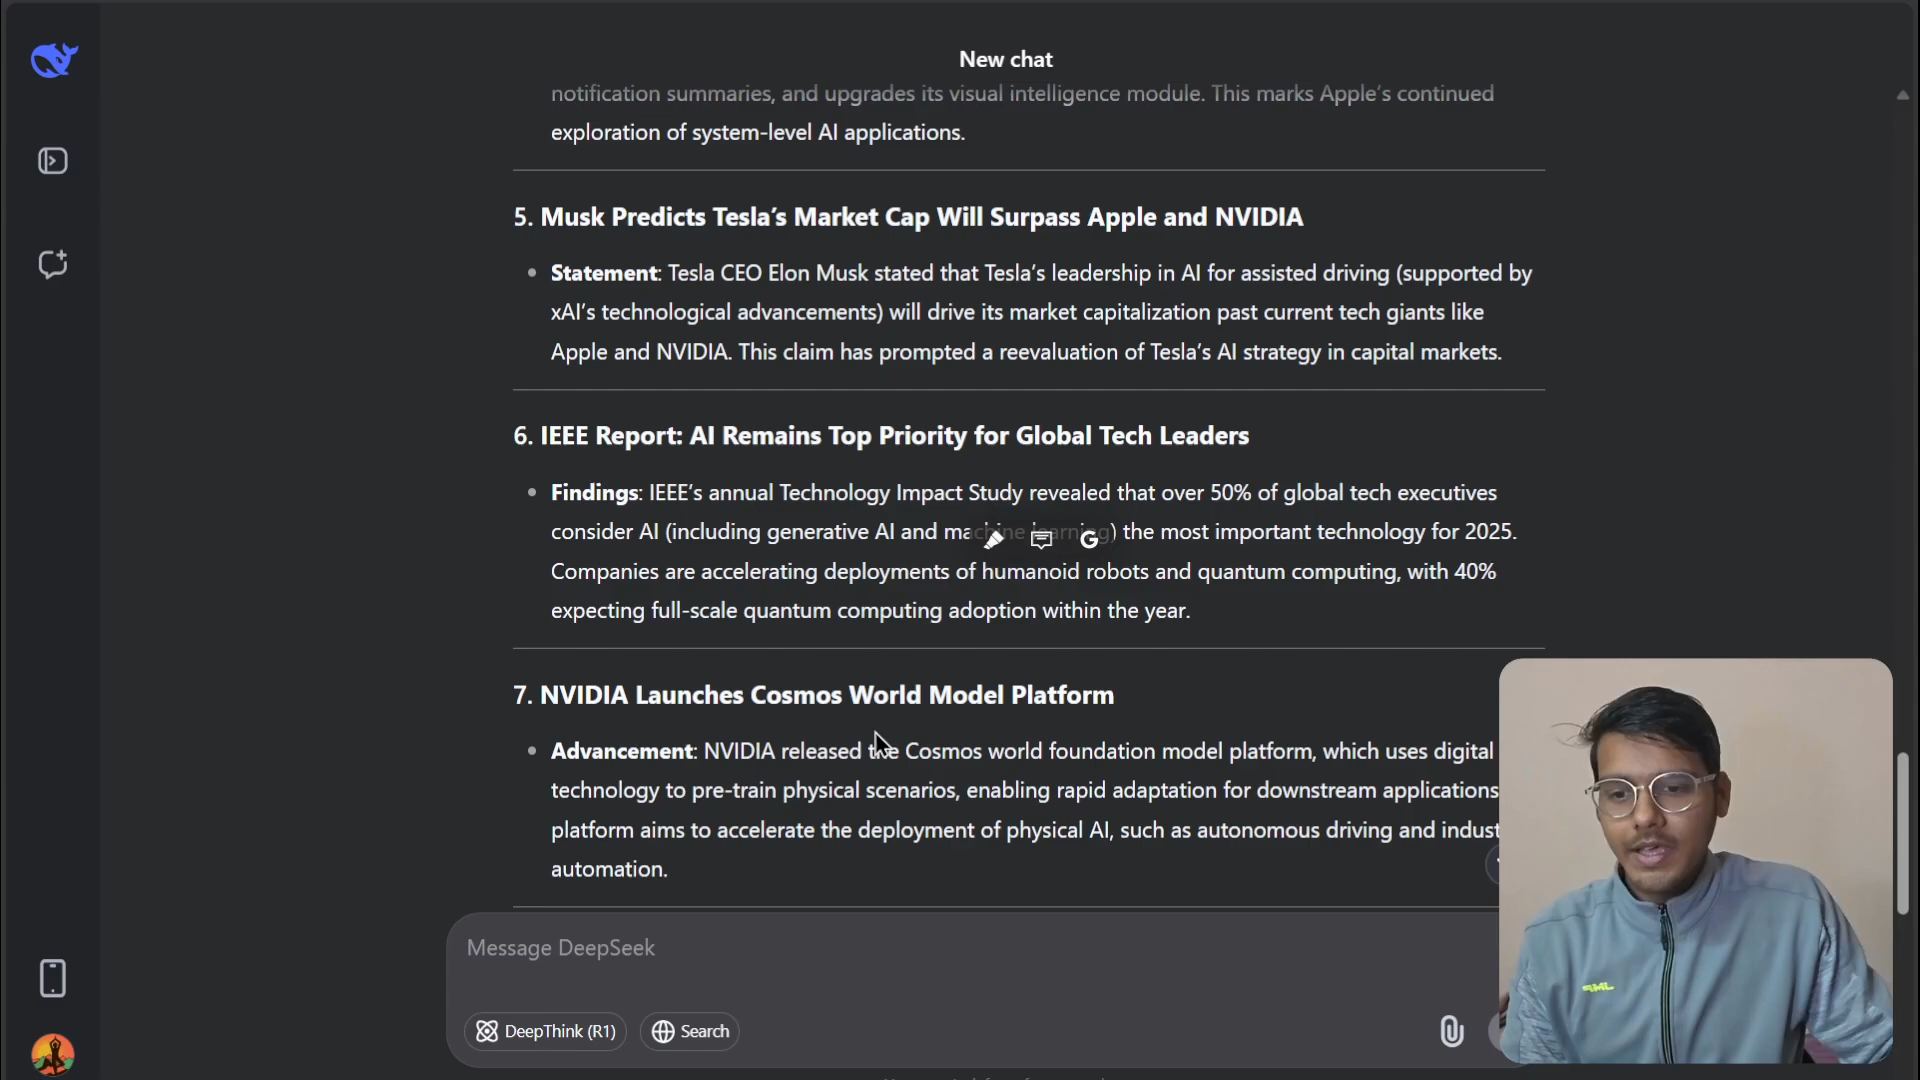 New chat
notification summaries, and upgrades its visual intelligence module. This marks Apple's continued
exploration of system-level AI applications.
5. Musk Predicts Tesla's Market Cap Will Surpass Apple and NVIDIA
Statement: Tesla CEO Elon Musk stated that Tesla's leadership in AI for assisted driving (supported by
xAI's technological advancements) will drive its market capitalization past current tech giants like
Apple and NVIDIA. This claim has prompted a reevaluation of Tesla's AI strategy in capital markets.
6. IEEE Report: AI Remains Top Priority for Global Tech Leaders
Findings: IEEE's annual Technology Impact Study revealed that over 50% of global tech executives
consider AI (including generative AI and machine learning) the most important technology for 2025.
Companies are accelerating deployments of humanoid robots and quantum computing, with 40%
expecting full-scale quantum computing adoption within the year.
7. NVIDIA Launches Cosmos World Model Platform
Advancement: NVIDIA released the Cosmos world foundation model platform, which uses digital
technology to pre-train physical scenarios, enabling rapid adaptation for downstream applications
platform aims to accelerate the deployment of physical AI, such as autonomous driving and indust
automation.
Message DeepSeek
DeepThink (R1) Search